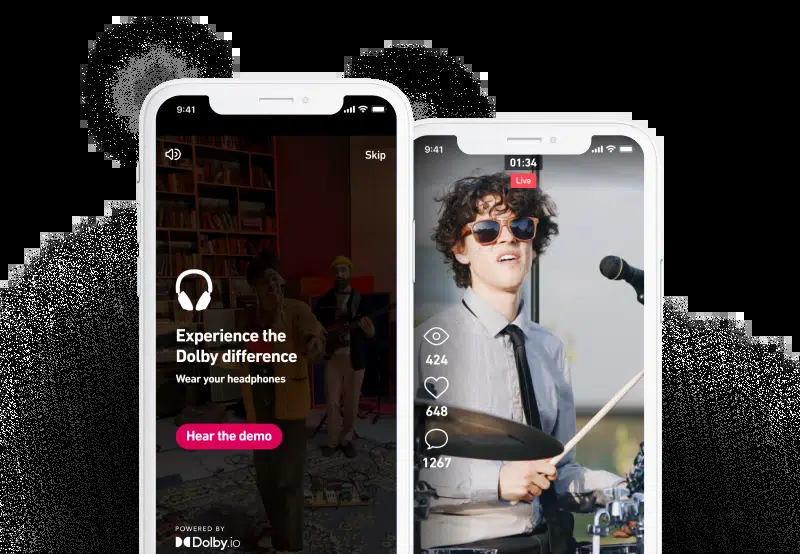 9:41
Skip
Experience the
Dolby difference
Wear your headphones
Hear the demo
POWERED BY
Dolby.io
9:41
01:34
Live
424
648
1267